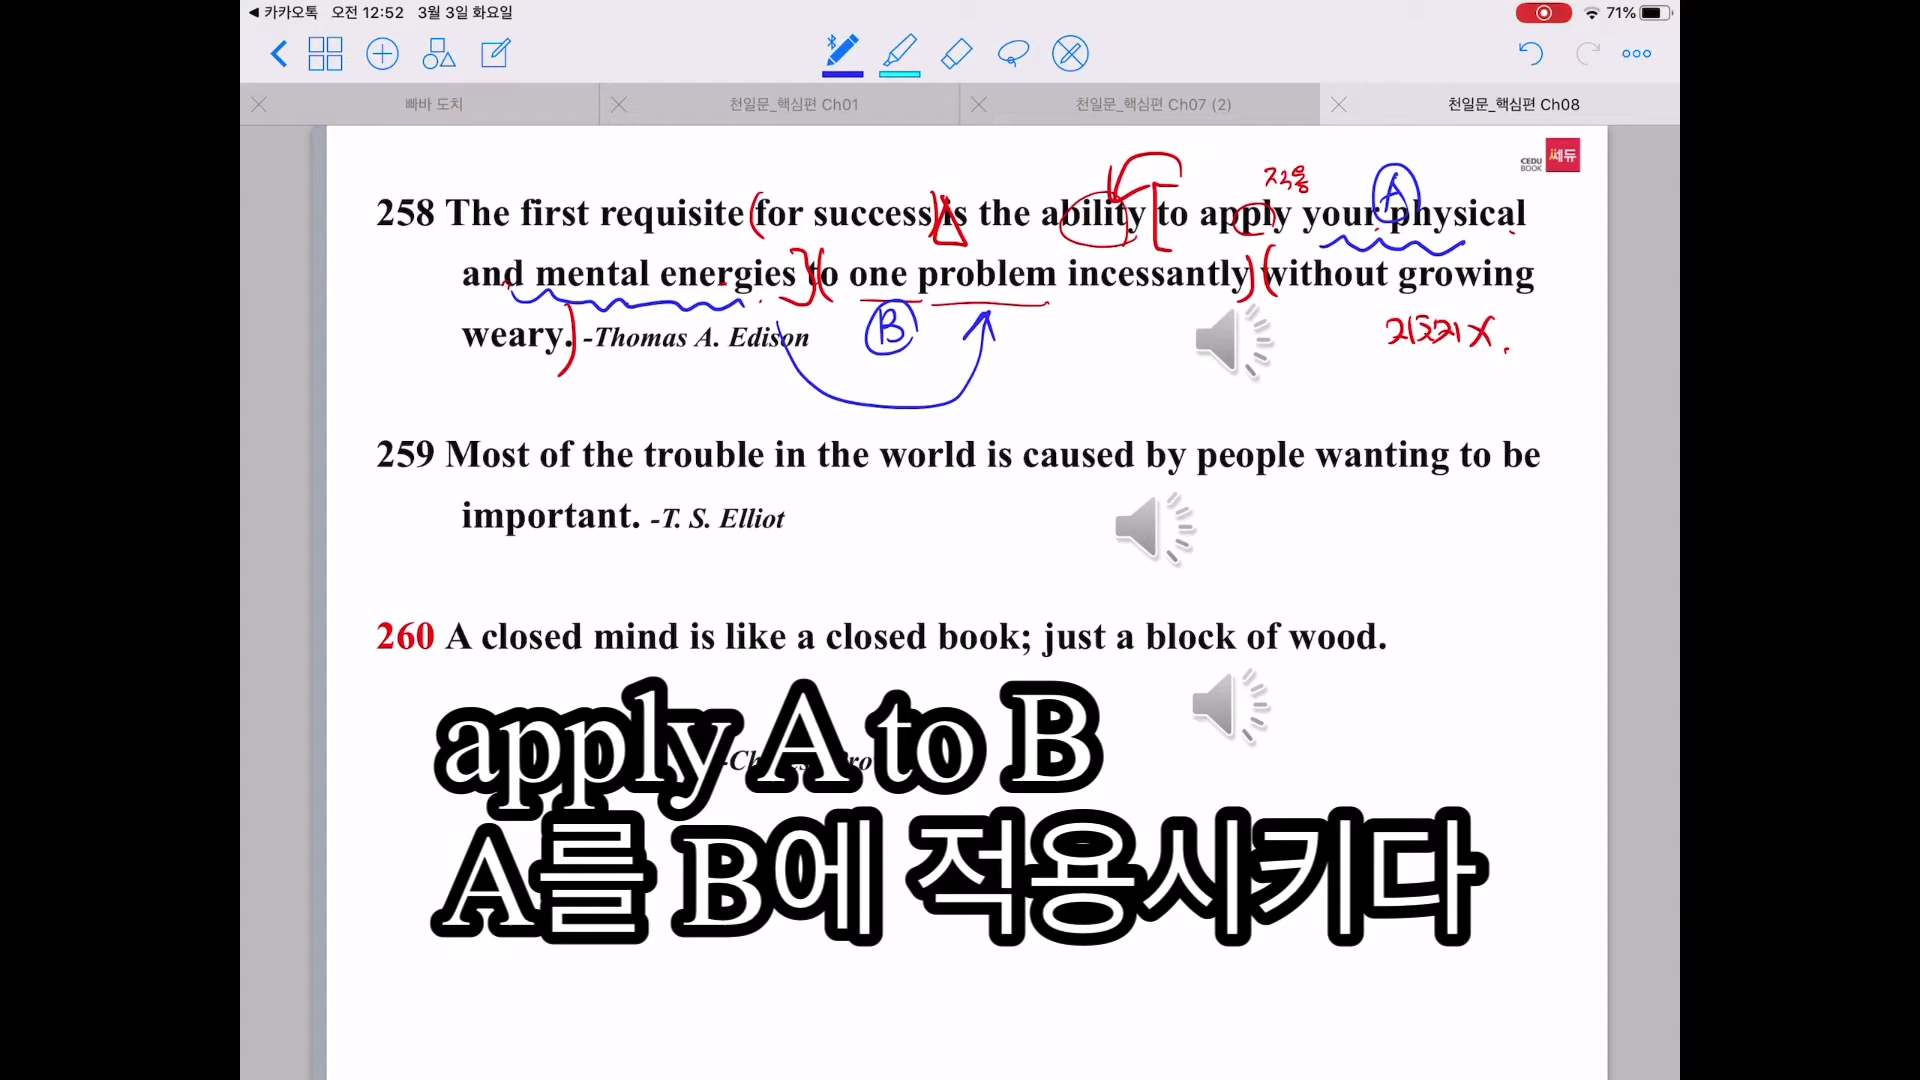 카카오톡 오전 12:52 3월 3일 화요일 71%
빠바 도치 천일문_핵심편 Ch01 천일문_핵심편 Ch07 (2) 천일문_핵심편 Ch08
CEDU BOOK 쎄듀
적용 A
258 The first requisite for success is the ability to apply your physical
and mental energies to one problem incessantly without growing
weary. -Thomas A. Edison
B
지치지 X.
259 Most of the trouble in the world is caused by people wanting to be
important. -T. S. Elliot
260 A closed mind is like a closed book; just a block of wood.
apply A to B
A를 B에 적용시키다